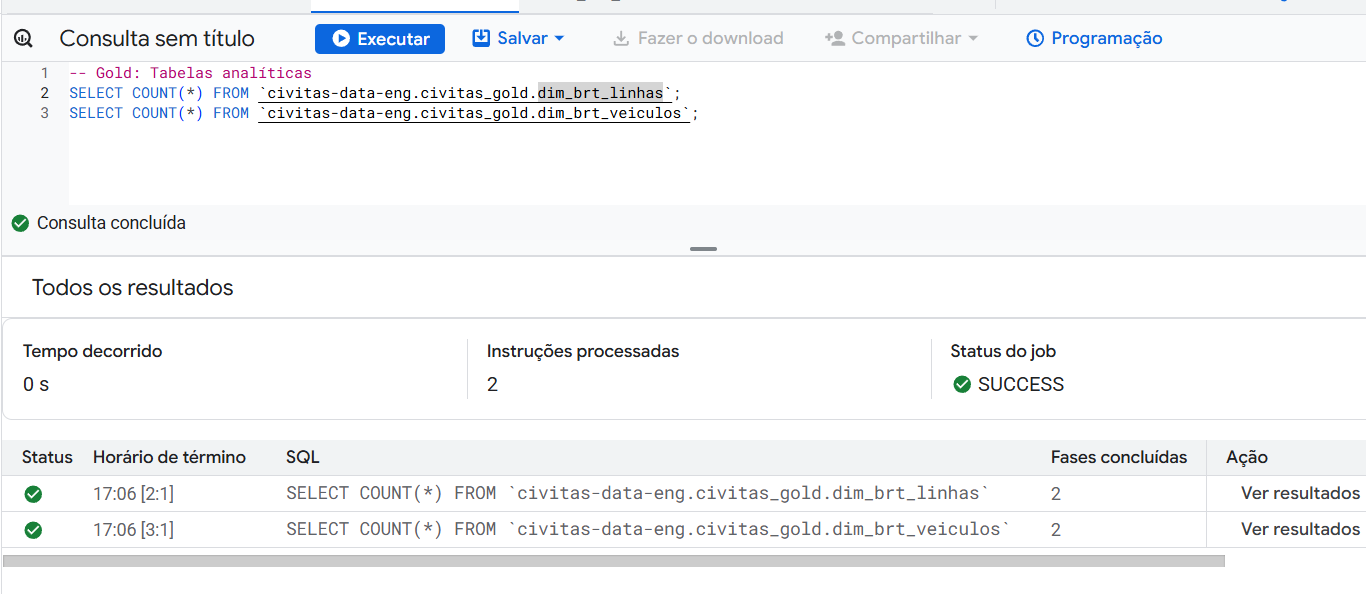 Consulta sem título
Executar
Salvar
Fazer o download
Compartilhar
Programação
1 -- Gold: Tabelas analíticas
2 SELECT COUNT(*) FROM `civitas-data-eng.civitas_gold.dim_brt_linhas`;
3 SELECT COUNT(*) FROM `civitas-data-eng.civitas_gold.dim_brt_veiculos`;
Consulta concluída
Todos os resultados
Tempo decorrido
0 s
Instruções processadas
2
Status do job
SUCCESS
Status Horário de término SQL Fases concluídas Ação
17:06 [2:1] SELECT COUNT(*) FROM `civitas-data-eng.civitas_gold.dim_brt_linhas` 2 Ver resultados
17:06 [3:1] SELECT COUNT(*) FROM `civitas-data-eng.civitas_gold.dim_brt_veiculos` 2 Ver resultados